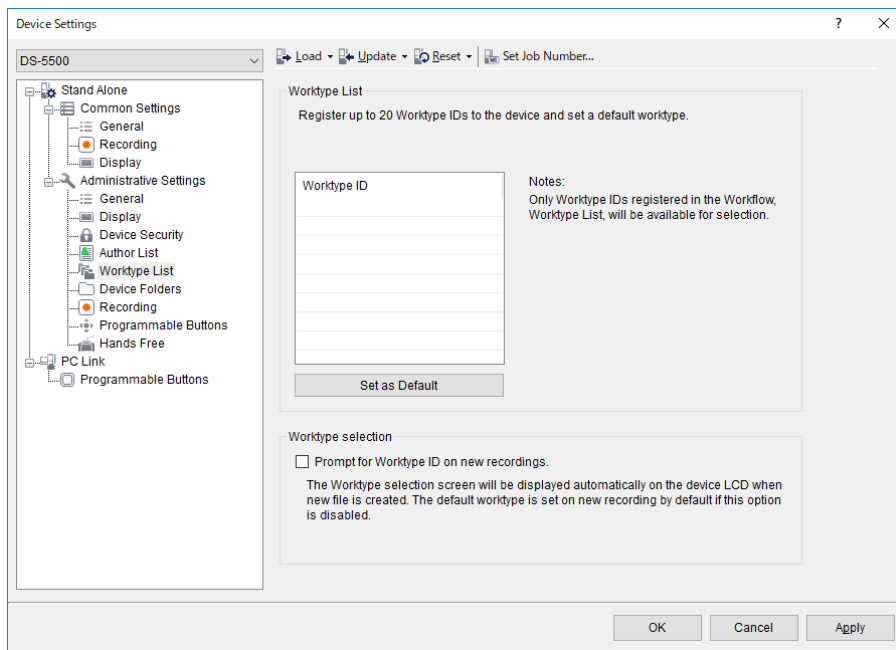 Device Settings
?
DS-5500
Load
Update
Reset
Set Job Number...
Stand Alone
Common Settings
General
Recording
Display
Administrative Settings
General
Display
Device Security
Author List
Worktype List
Device Folders
Recording
Programmable Buttons
Hands Free
PC Link
Programmable Buttons
Worktype List
Register up to 20 Worktype IDs to the device and set a default worktype.
Worktype ID
Notes:
Only Worktype IDs registered in the Workflow,
Worktype List, will be available for selection.
Set as Default
Worktype selection
Prompt for Worktype ID on new recordings.
The Worktype selection screen will be displayed automatically on the device LCD when
new file is created. The default worktype is set on new recording by default if this option
is disabled.
OK
Cancel
Apply